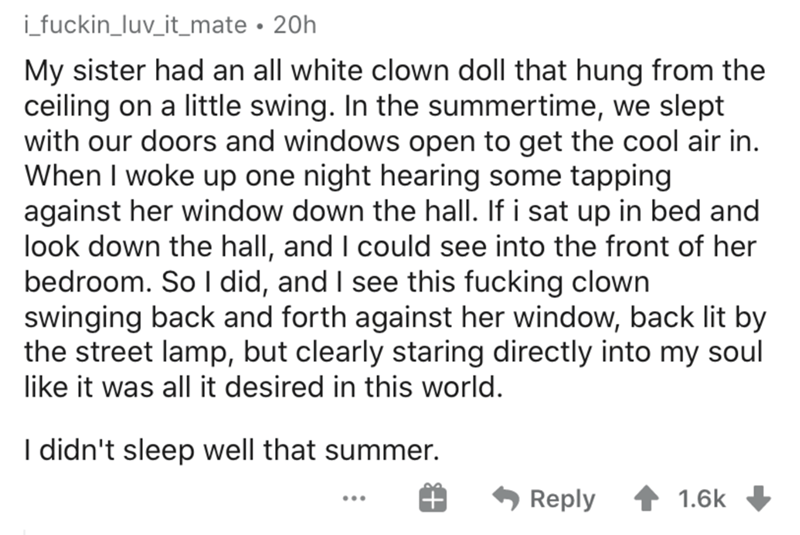 i_fuckin_luv_it_mate • 20h
My sister had an all white clown doll that hung from the
ceiling on a little swing. In the summertime, we slept
with our doors and windows open to get the cool air in.
When I woke up one night hearing some tapping
against her window down the hall. If i sat up in bed and
look down the hall, and I could see into the front of her
bedroom. So I did, and I see this fucking clown
swinging back and forth against her window, back lit by
the street lamp, but clearly staring directly into my soul
like it was all it desired in this world.
I didn't sleep well that summer.
... Reply 1.6k